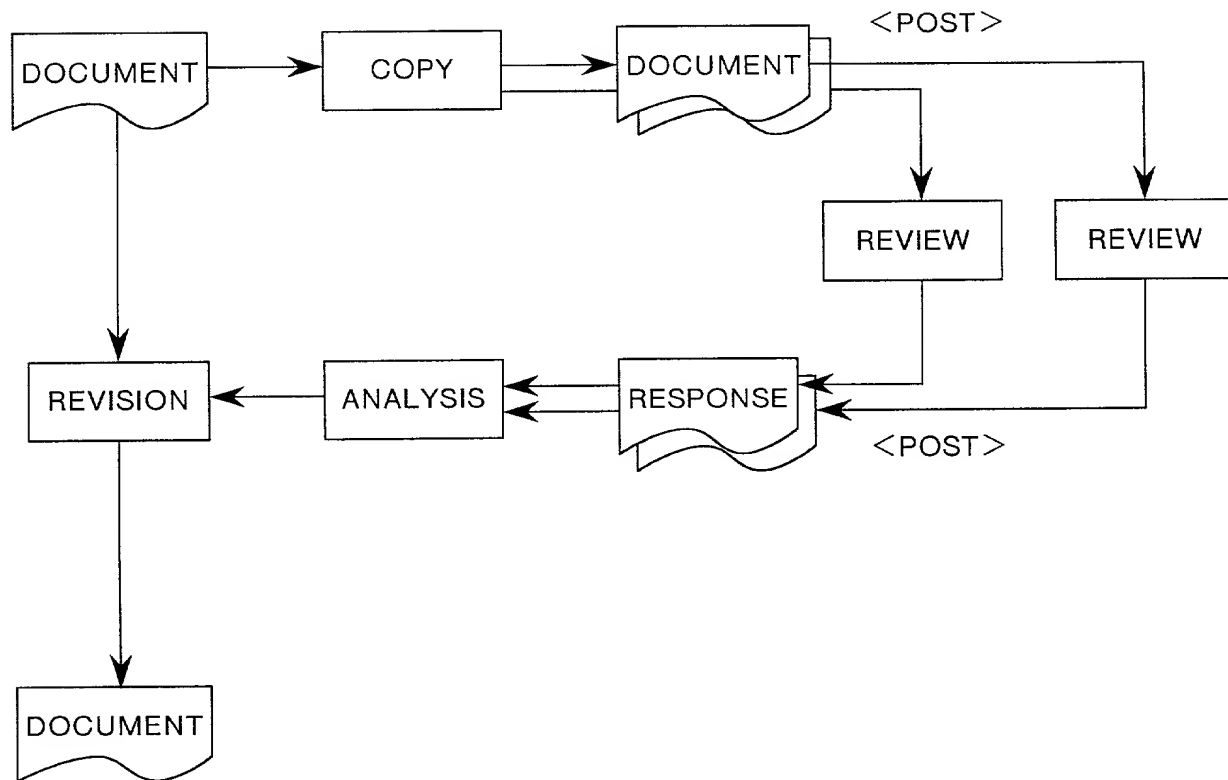 <POST>
DOCUMENT
COPY
DOCUMENT
REVIEW
REVIEW
REVISION
ANALYSIS
RESPONSE
<POST>
DOCUMENT